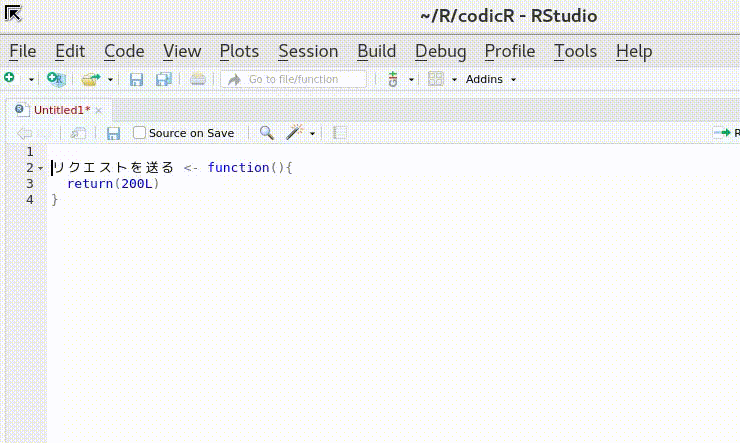 ~/R/codicR - RStudio
File Edit Code View Plots Session Build Debug Profile Tools Help
Go to file/function Addins
Untitled1* ×
Source on Save R
1
2 リクエストを送る <- function(){
3 return(200L)
4 }